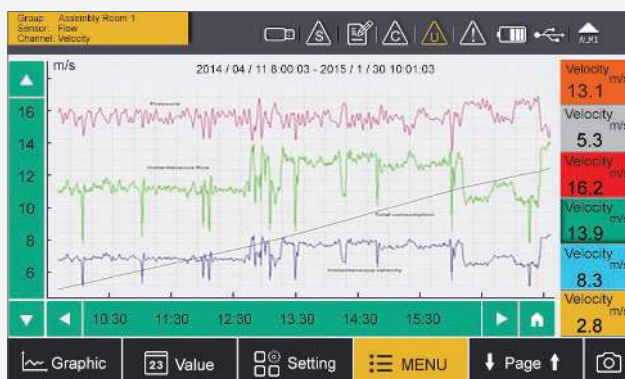 Group: Assembly Room 1
Sensor: Flow
Channel: Velocity
S
C
U
ALM1
m/s
2014 / 04 / 11 8:00:03 - 2015 / 1 / 30 10:01:03
Pressure
Instantaneous flow
Total consumption
Instantaneous velocity
16
14
12
10
8
6
10:30 11:30 12:30 13:30 14:30 15:30
Velocity
m/s
13.1
Velocity
m/s
5.3
Velocity
m/s
16.2
Velocity
m/s
13.9
Velocity
m/s
8.3
Velocity
m/s
2.8
Graphic
23 Value
Setting
MENU
Page